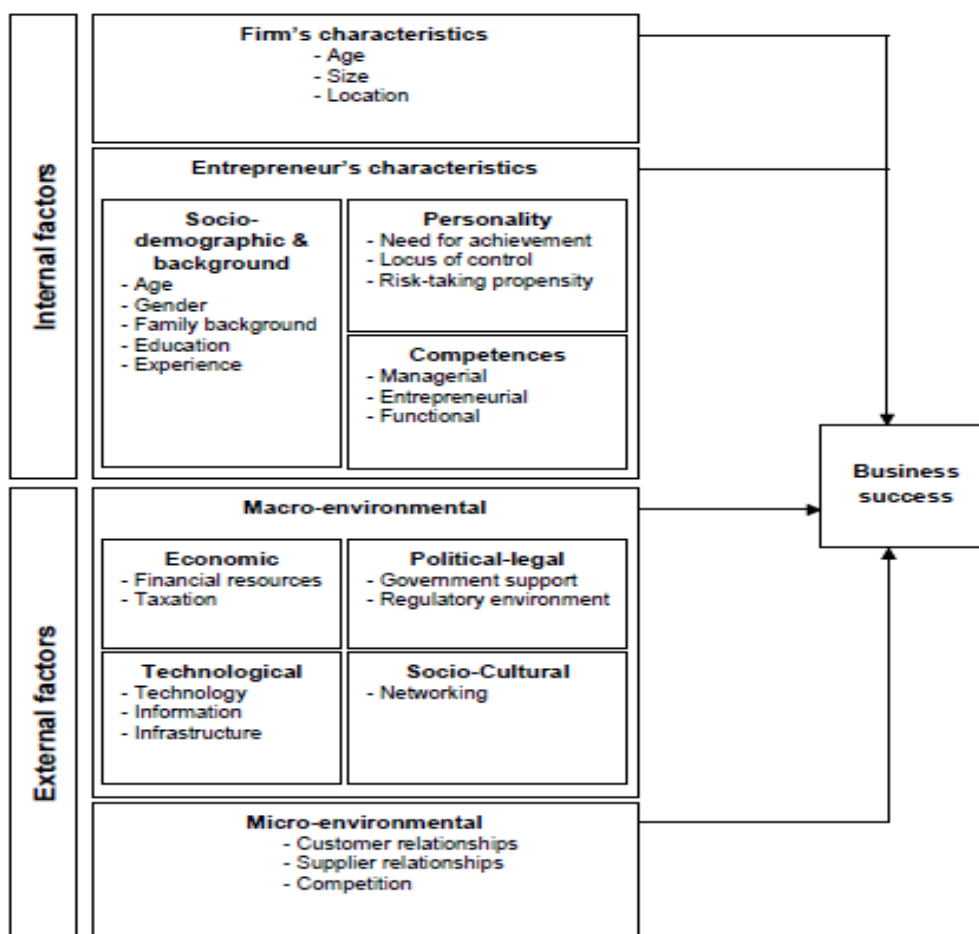 Internal factors
Firm's characteristics
- Age
- Size
- Location
Entrepreneur's characteristics
Socio-
demographic &
background
- Age
- Gender
- Family background
- Education
- Experience
Personality
- Need for achievement
- Locus of control
- Risk-taking propensity
Competences
- Managerial
- Entrepreneurial
- Functional
Business
success
External factors
Macro-environmental
Economic
- Financial resources
- Taxation
Political-legal
- Government support
- Regulatory environment
Technological
- Technology
- Information
- Infrastructure
Socio-Cultural
- Networking
Micro-environmental
- Customer relationships
- Supplier relationships
- Competition